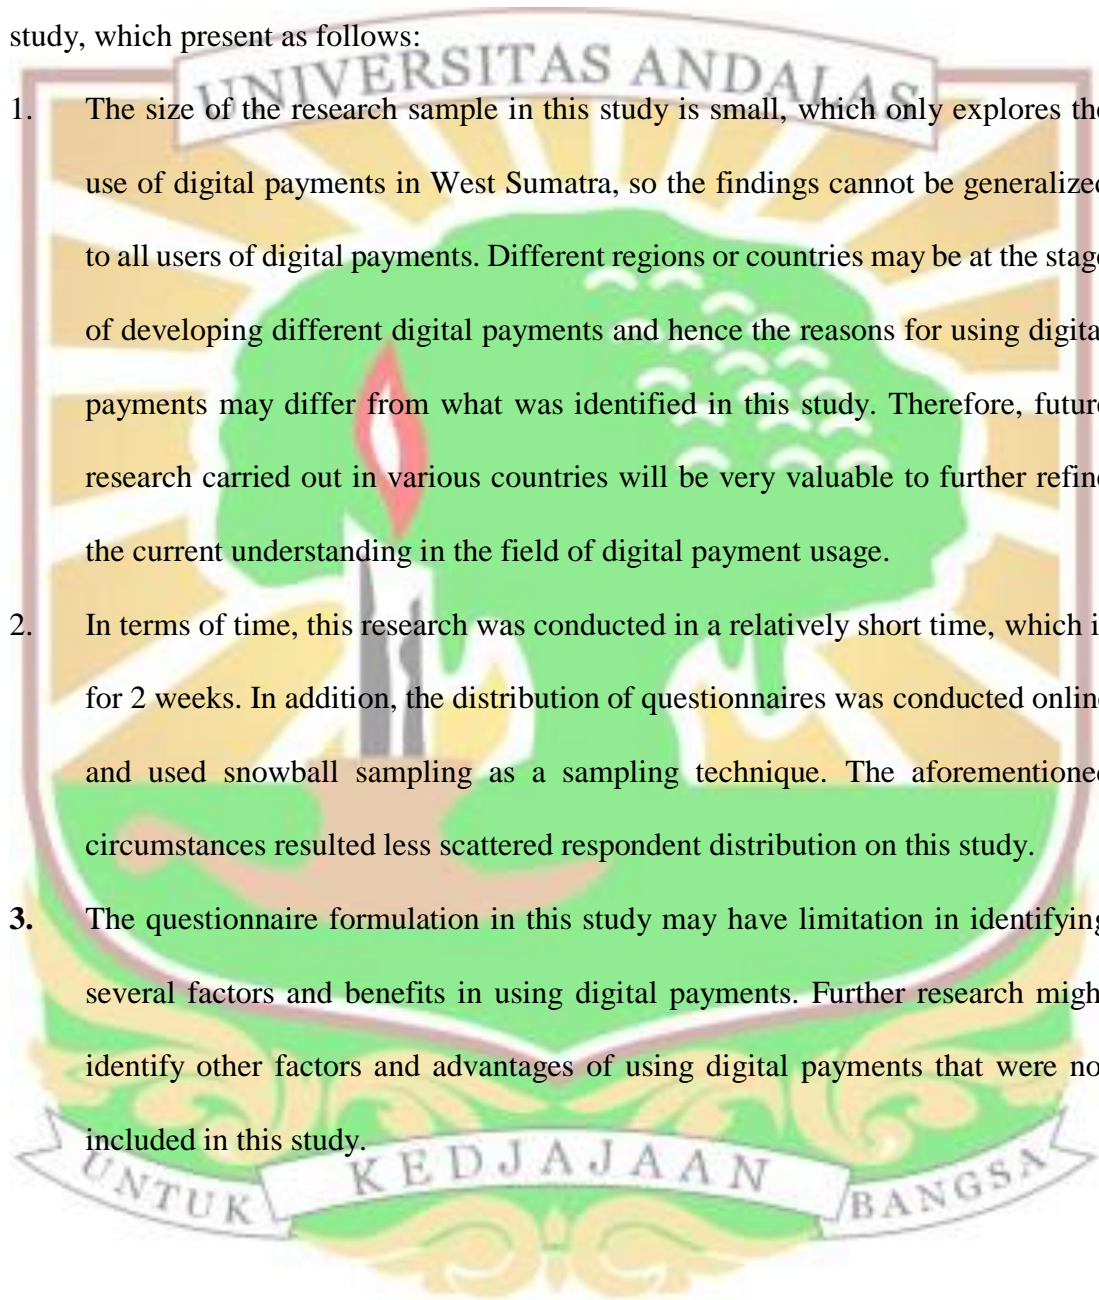 study, which present as follows:
UNIVERSITAS ANDALAS
1. The size of the research sample in this study is small, which only explores the
use of digital payments in West Sumatra, so the findings cannot be generalized
to all users of digital payments. Different regions or countries may be at the stage
of developing different digital payments and hence the reasons for using digital
payments may differ from what was identified in this study. Therefore, future
research carried out in various countries will be very valuable to further refine
the current understanding in the field of digital payment usage.
2. In terms of time, this research was conducted in a relatively short time, which i
for 2 weeks. In addition, the distribution of questionnaires was conducted online
and used snowball sampling as a sampling technique. The aforementioned
circumstances resulted less scattered respondent distribution on this study.
3. The questionnaire formulation in this study may have limitation in identifying
several factors and benefits in using digital payments. Further research migh
identify other factors and advantages of using digital payments that were no
included in this study.
UNTUK KEDJAJAAN BANGSA